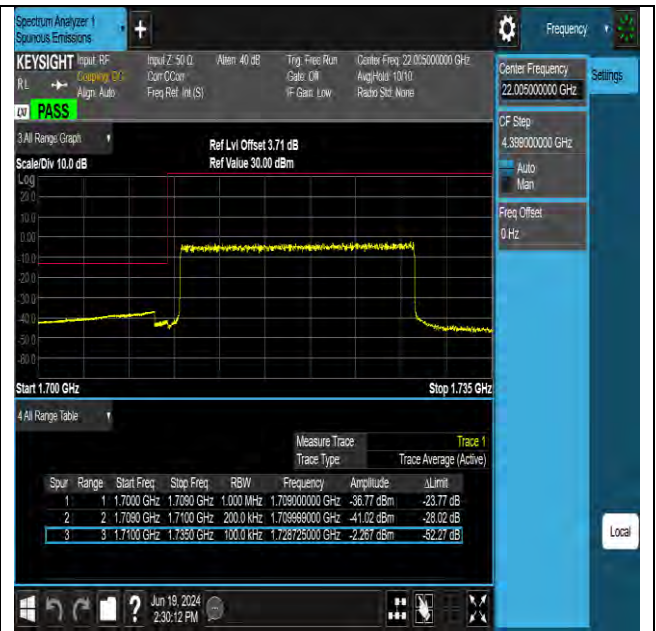 Spectrum Analyzer 1
Spurious Emissions
+
Frequency
KEYSIGHT Input: RF Input Z: 50 Ω Atten: 40 dB Trig: Free Run Center Freq: 22.005000000 GHz
RL Coupling: DC Corr CCorr Gate: Off Avg|Hold: 10/10
Align: Auto Freq Ref: Int (S) IF Gain: Low Radio Std: None
PASS
Center Frequency
22.005000000 GHz
Settings
CF Step
4.399000000 GHz
Auto
Man
Freq Offset
0 Hz
3 All Range Graph
Ref Lvl Offset 3.71 dB
Scale/Div 10.0 dB Ref Value 30.00 dBm
Log
20.0
10.0
0.00
-10.0
-20.0
-30.0
-40.0
-50.0
-60.0
Start 1.700 GHz Stop 1.735 GHz
4 All Range Table
Measure Trace Trace 1
Trace Type Trace Average (Active)
Spur Range Start Freq Stop Freq RBW Frequency Amplitude ΔLimit
1 1 1.7000 GHz 1.7090 GHz 1.000 MHz 1.709000000 GHz -36.77 dBm -23.77 dB
2 2 1.7090 GHz 1.7100 GHz 200.0 kHz 1.709999000 GHz -41.02 dBm -28.02 dB
3 3 1.7100 GHz 1.7350 GHz 100.0 kHz 1.728725000 GHz -2.267 dBm -52.27 dB
Local
? Jun 19, 2024
2:30:12 PM